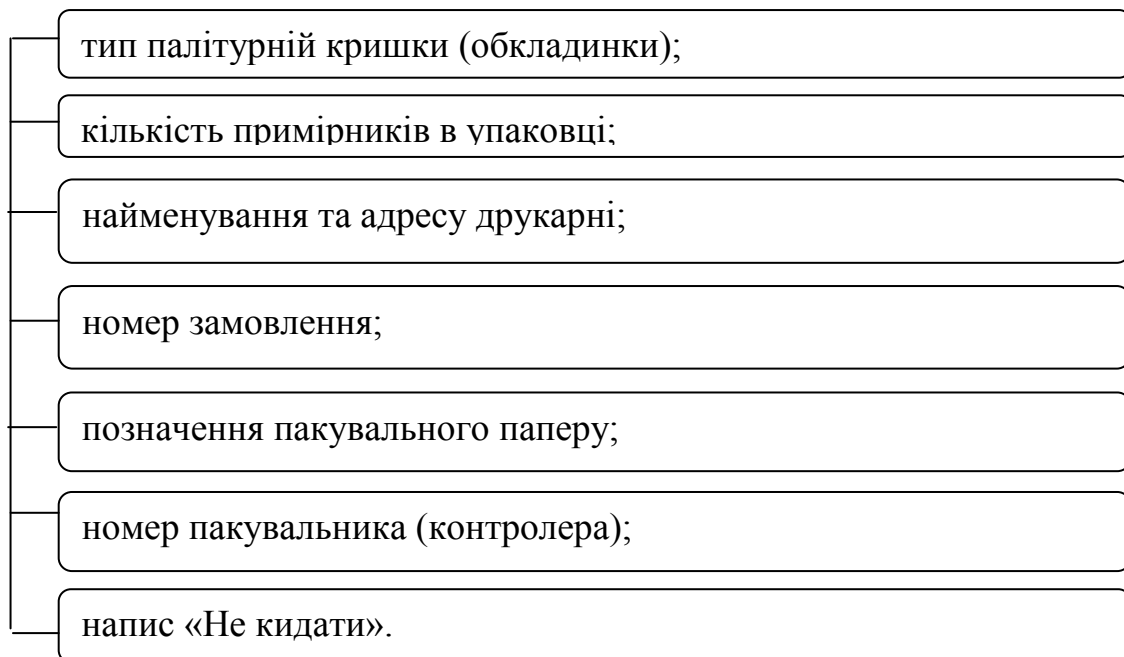 тип палітурній кришки (обкладинки);
кількість примірників в упаковці;
найменування та адресу друкарні;
номер замовлення;
позначення пакувального паперу;
номер пакувальника (контролера);
напис «Не кидати».